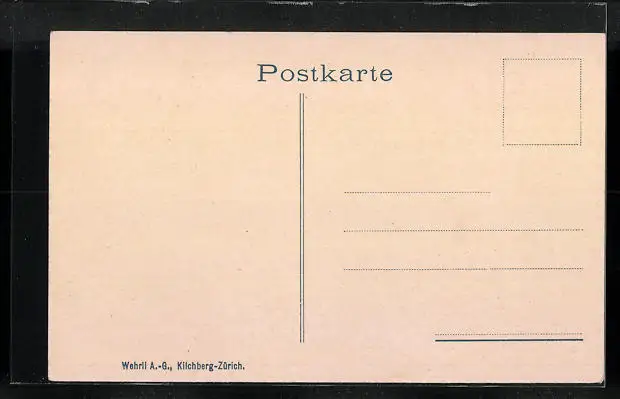 Postkarte
Wehrli A.-G., Kilchberg-Zürich.